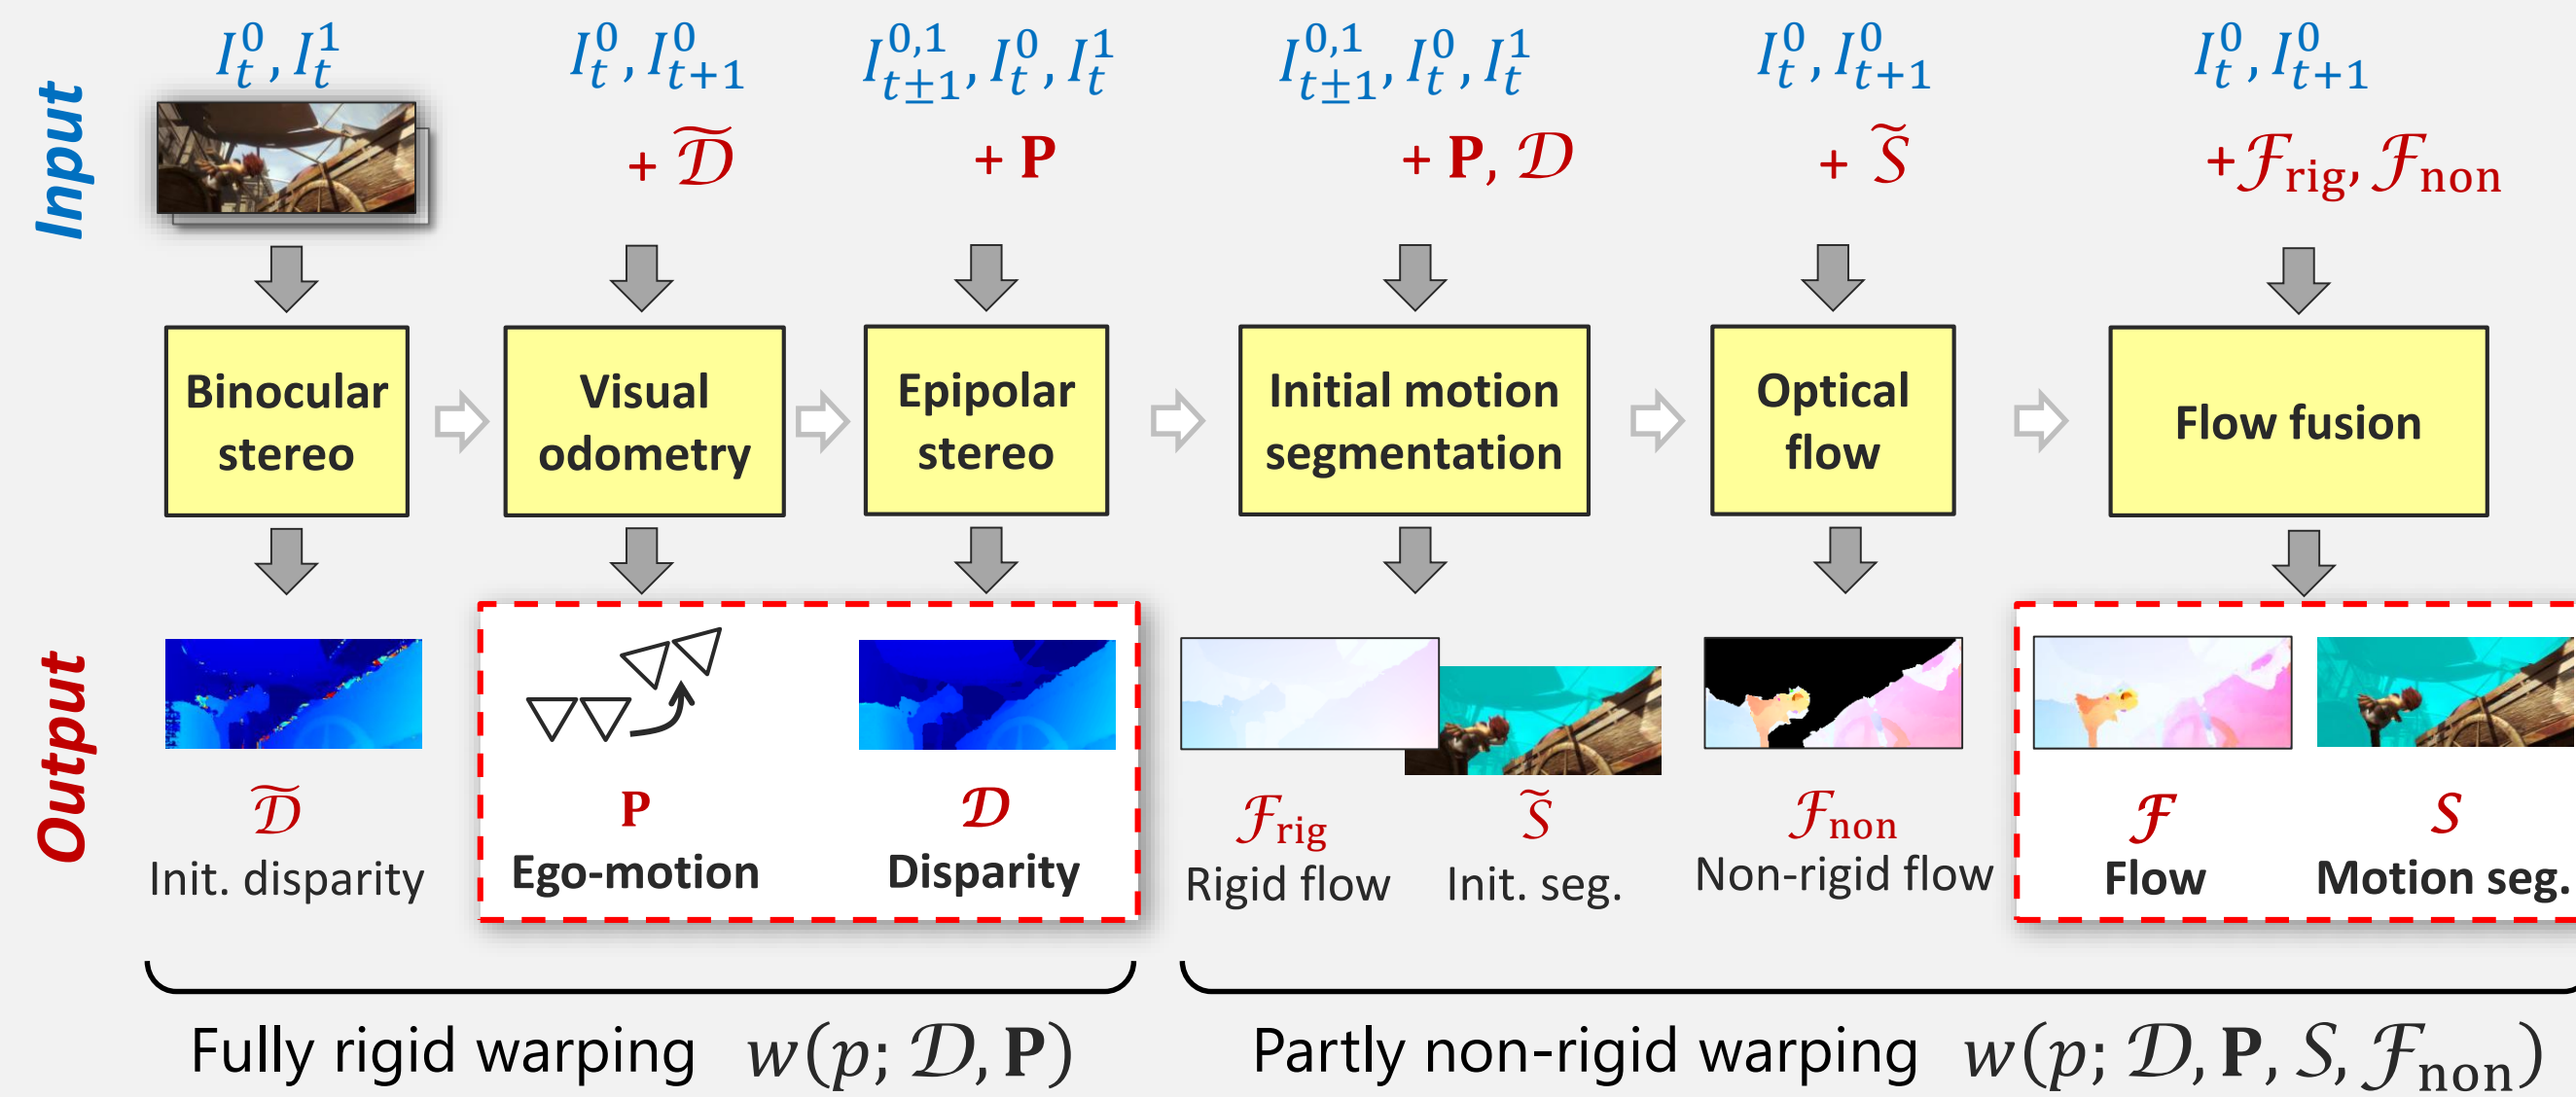 Input
I_t^0, I_t^1
I_t^0, I_{t+1}^0
+ \widetilde{𝒟}
I_{t±1}^{0,1}, I_t^0, I_t^1
+ 𝐏
I_{t±1}^{0,1}, I_t^0, I_t^1
+ 𝐏, 𝒟
I_t^0, I_{t+1}^0
+ \widetilde{𝒮}
I_t^0, I_{t+1}^0
+ ℱ_rig, ℱ_non
Binocular
stereo
Visual
odometry
Epipolar
stereo
Initial motion
segmentation
Optical
flow
Flow fusion
Output
\widetilde{𝒟}
Init. disparity
𝐏
Ego-motion
𝒟
Disparity
ℱ_rig
Rigid flow
\widetilde{𝒮}
Init. seg.
ℱ_non
Non-rigid flow
ℱ
Flow
𝒮
Motion seg.
Fully rigid warping w(p; 𝒟, 𝐏)
Partly non-rigid warping w(p; 𝒟, 𝐏, 𝒮, ℱ_non)